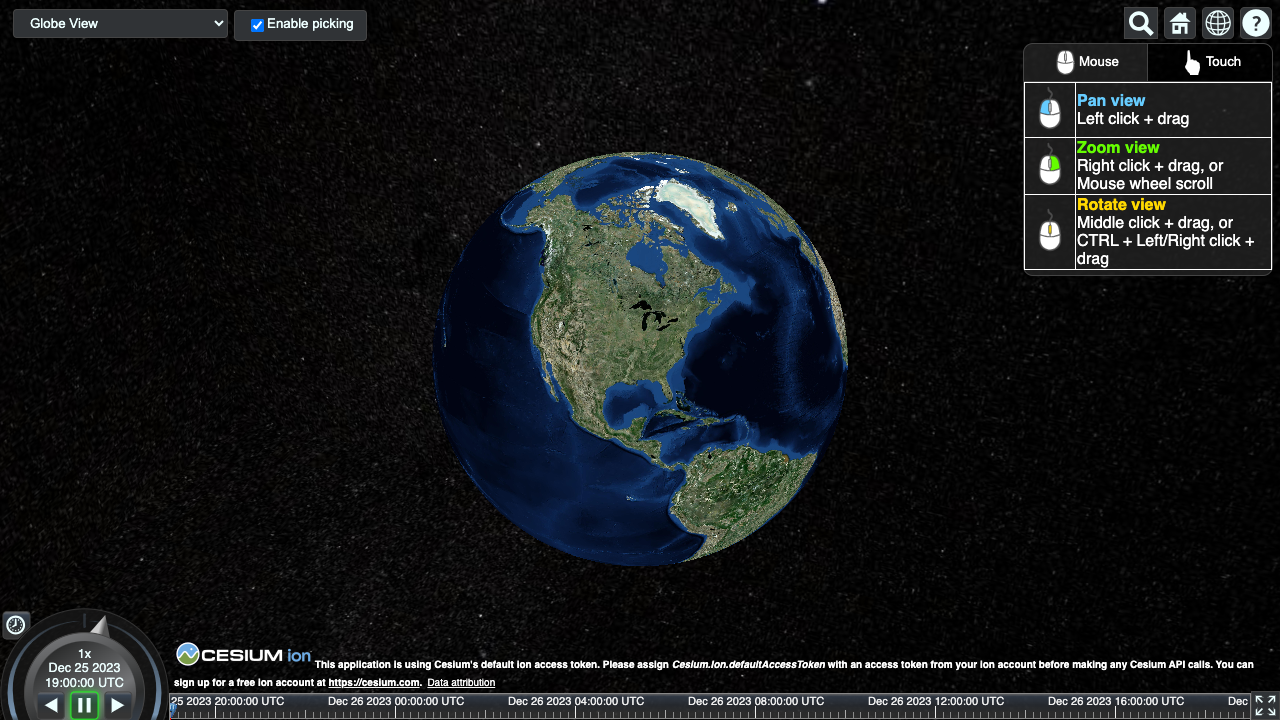 Globe View
Enable picking
?
Mouse
Touch
Pan view
Left click + drag
Zoom view
Right click + drag, or
Mouse wheel scroll
Rotate view
Middle click + drag, or
CTRL + Left/Right click +
drag
1x
Dec 25 2023
19:00:00 UTC
CESIUM ion This application is using Cesium's default ion access token. Please assign Cesium.Ion.defaultAccessToken with an access token from your ion account before making any Cesium API calls. You can
sign up for a free ion account at https://cesium.com. Data attribution
25 2023 20:00:00 UTC Dec 26 2023 00:00:00 UTC Dec 26 2023 04:00:00 UTC Dec 26 2023 08:00:00 UTC Dec 26 2023 12:00:00 UTC Dec 26 2023 16:00:00 UTC Dec